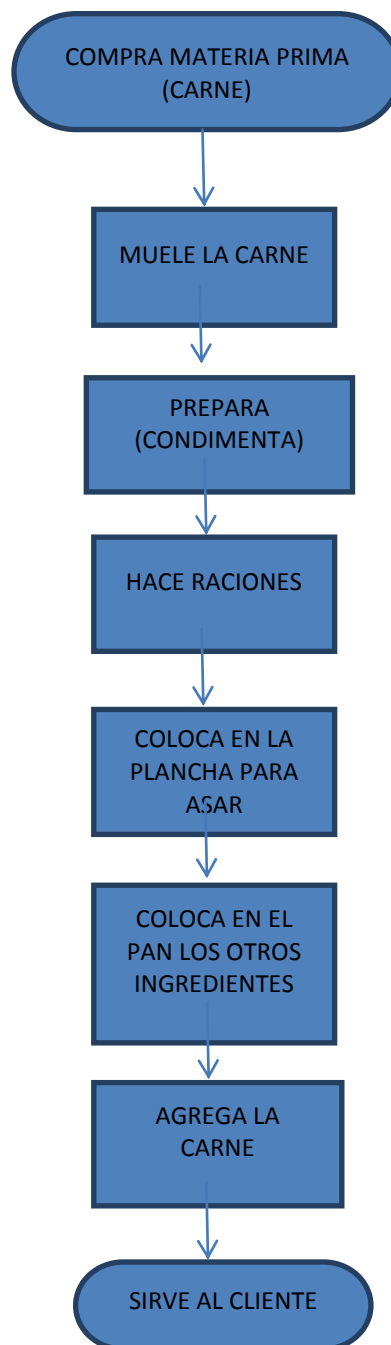 COMPRA MATERIA PRIMA
(CARNE)
MUELE LA CARNE
PREPARA
(CONDIMENTA)
HACE RACIONES
COLOCA EN LA
PLANCHA PARA
ASAR
COLOCA EN EL
PAN LOS OTROS
INGREDIENTES
AGREGA LA
CARNE
SIRVE AL CLIENTE